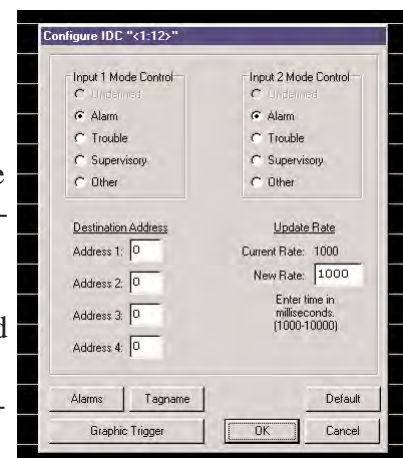 Configure IDC "<1:12>"
Input 1 Mode Control
Undefined
Alarm
Trouble
Supervisory
Other
Input 2 Mode Control
Undefined
Alarm
Trouble
Supervisory
Other
Destination Address
Address 1: 0
Address 2: 0
Address 3: 0
Address 4: 0
Update Rate
Current Rate: 1000
New Rate: 1000
Enter time in
milliseconds.
(1000-10000)
Alarms
Tagname
Default
Graphic Trigger
OK
Cancel